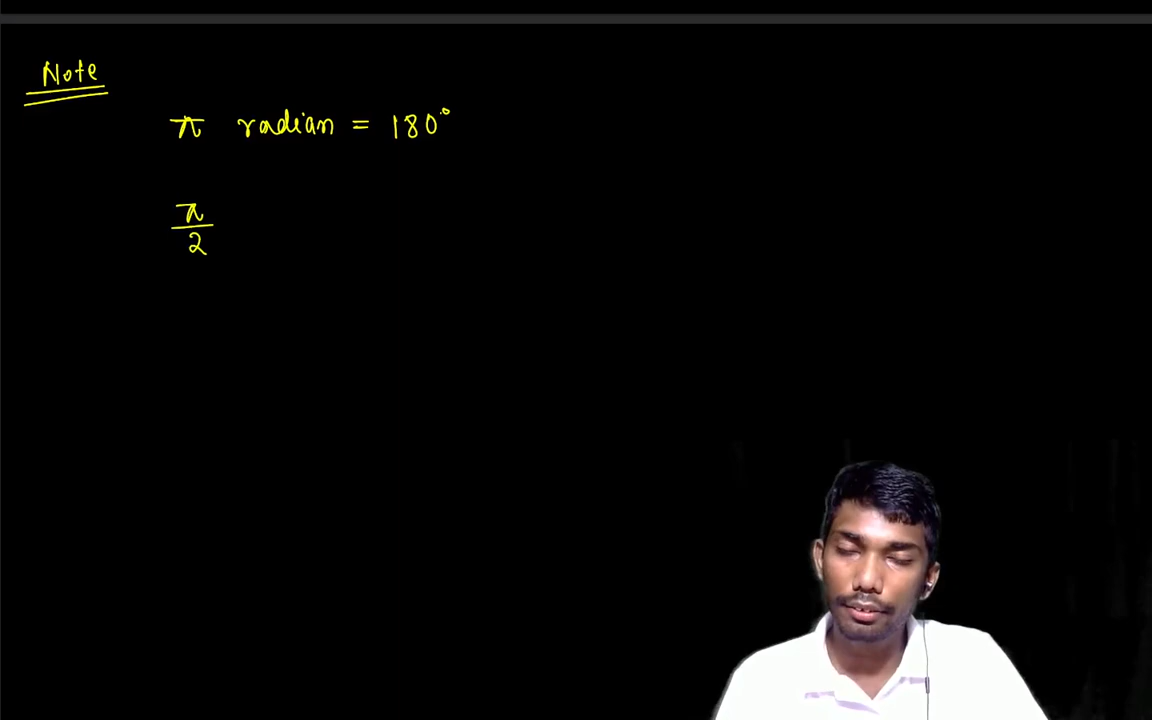 Note
π radian = 180°
π/2